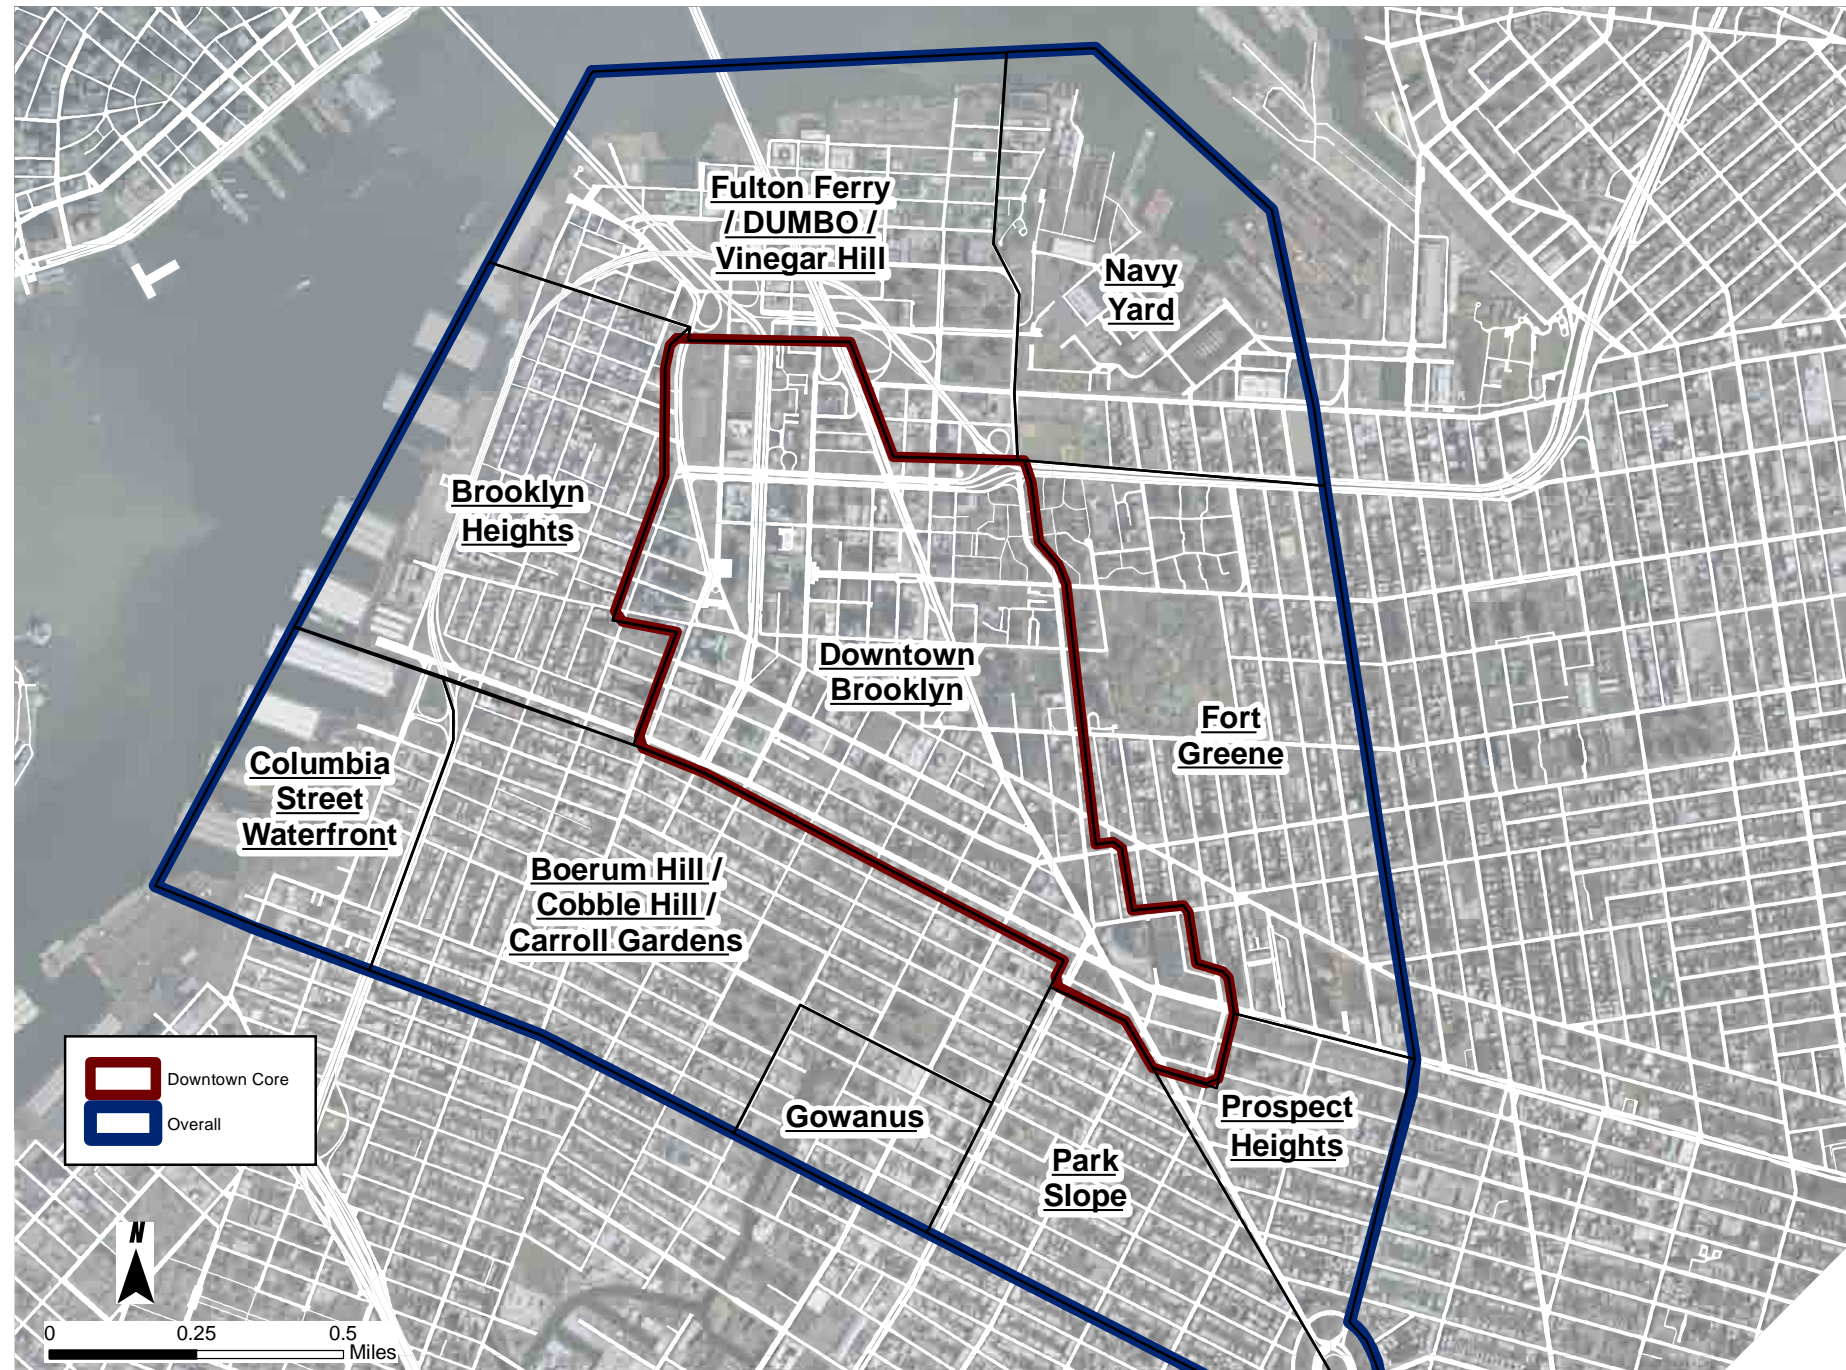 Fulton Ferry
/ DUMBO /
Vinegar Hill
Navy
Yard
Brooklyn
Heights
Downtown
Brooklyn
Fort
Greene
Columbia
Street
Waterfront
Boerum Hill /
Cobble Hill /
Carroll Gardens
Gowanus
Park
Slope
Prospect
Heights
Downtown Core
Overall
N
0 0.25 0.5
Miles